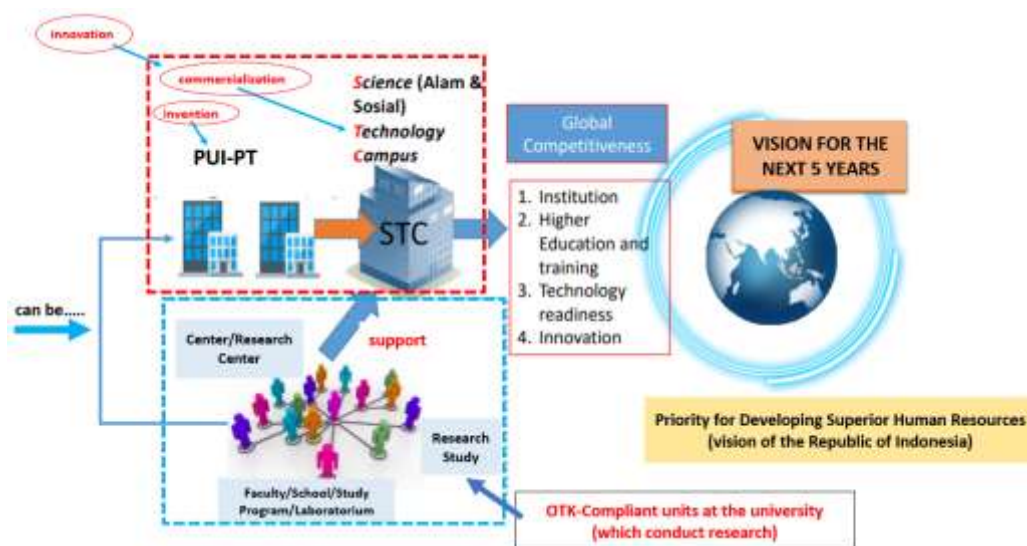 innovation
commercialization
invention
PUI-PT
Science (Alam &
Sosial)
Technology
Campus
STC
Global
Competitiveness
1. Institution
2. Higher
Education and
training
3. Technology
readiness
4. Innovation
VISION FOR THE
NEXT 5 YEARS
can be.....
Center/Research
Center
support
Research
Study
Faculty/School/Study
Program/Laboratorium
Priority for Developing Superior Human Resources
(vision of the Republic of Indonesia)
OTK-Compliant units at the university
(which conduct research)